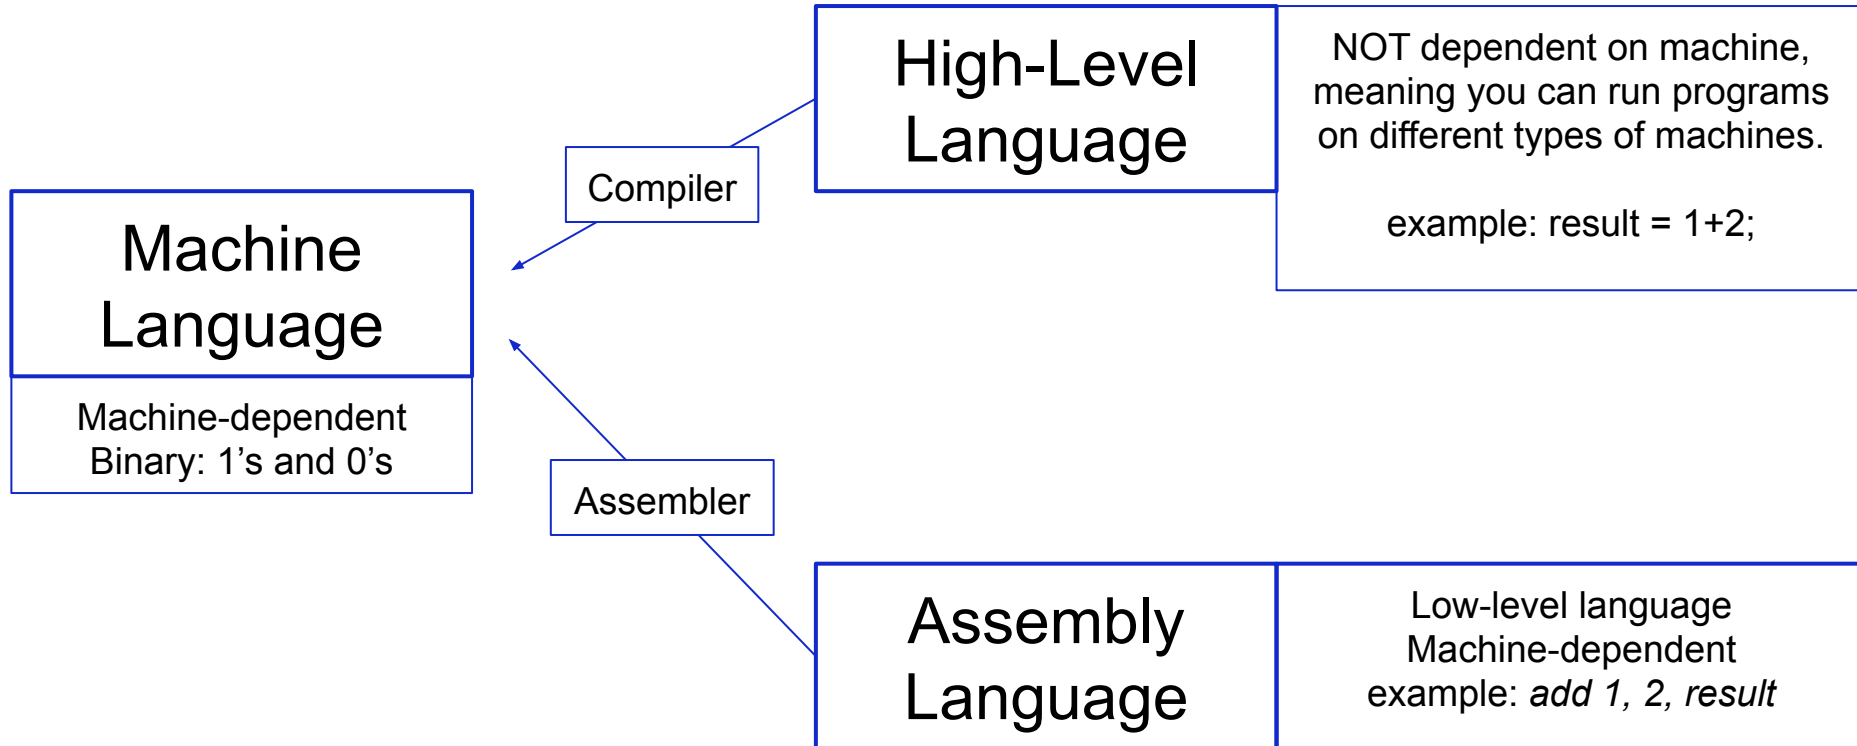 High-Level
Language
NOT dependent on machine,
meaning you can run programs
on different types of machines.
example: result = 1+2;
Compiler
Machine
Language
Machine-dependent
Binary: 1’s and 0’s
Assembler
Assembly
Language
Low-level language
Machine-dependent
example: add 1, 2, result